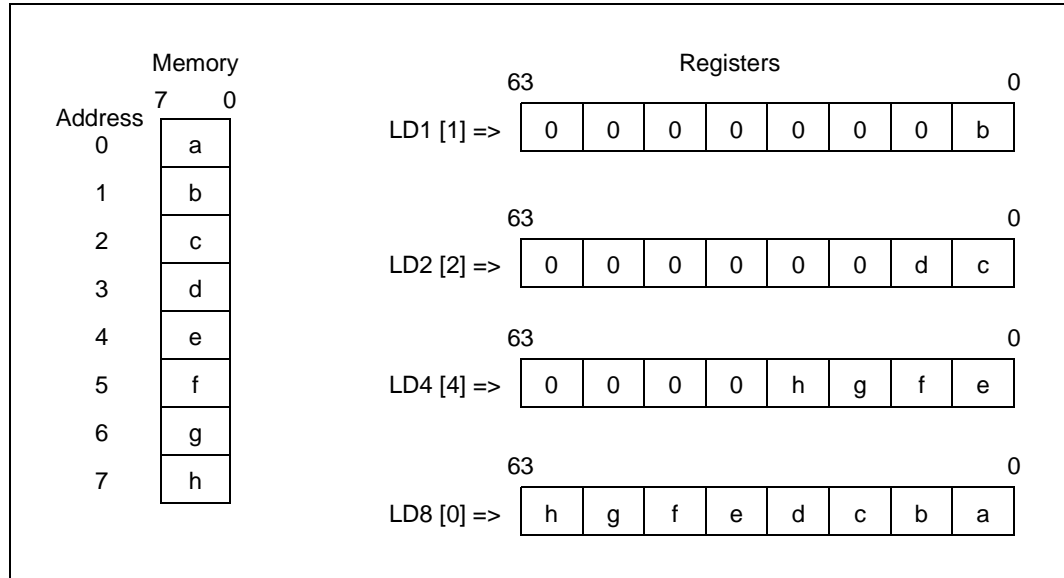 Memory
7 0
Address
0 a
1 b
2 c
3 d
4 e
5 f
6 g
7 h
Registers
63 0
LD1 [1] => 0 0 0 0 0 0 0 b
63 0
LD2 [2] => 0 0 0 0 0 0 d c
63 0
LD4 [4] => 0 0 0 0 h g f e
63 0
LD8 [0] => h g f e d c b a